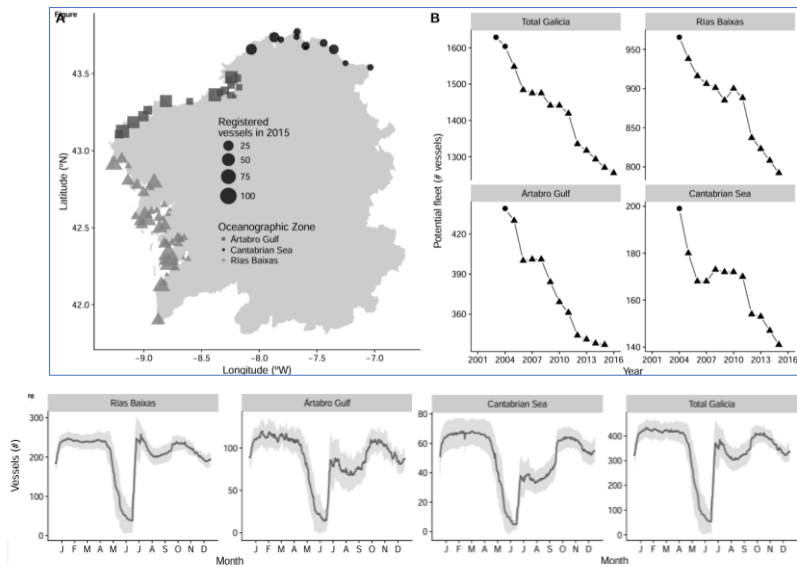 Figure
A
43.5
43.0
42.5
42.0
Latitude (°N)
-9.0 -8.5 -8.0 -7.5 -7.0
Longitude (°W)
Registered
vessels in 2015
25
50
75
100
Oceanographic Zone
Ártabro Gulf
Cantabrian Sea
Rías Baixas
B
Total Galicia
Rías Baixas
1600
1500
1400
1300
950
900
850
800
Ártabro Gulf
Cantabrian Sea
420
390
360
200
180
160
140
Potential fleet (# vessels)
2001 2004 2007 2010 2013 2016
2001 2004 2007 2010 2013 2016
Year
re
Rías Baixas
Ártabro Gulf
Cantabrian Sea
Total Galicia
Vessels (#)
300
200
100
0
100
50
0
60
40
20
0
400
300
200
100
0
J F M A M J J A S O N D
J F M A M J J A S O N D
J F M A M J J A S O N D
J F M A M J J A S O N D
Month
Month